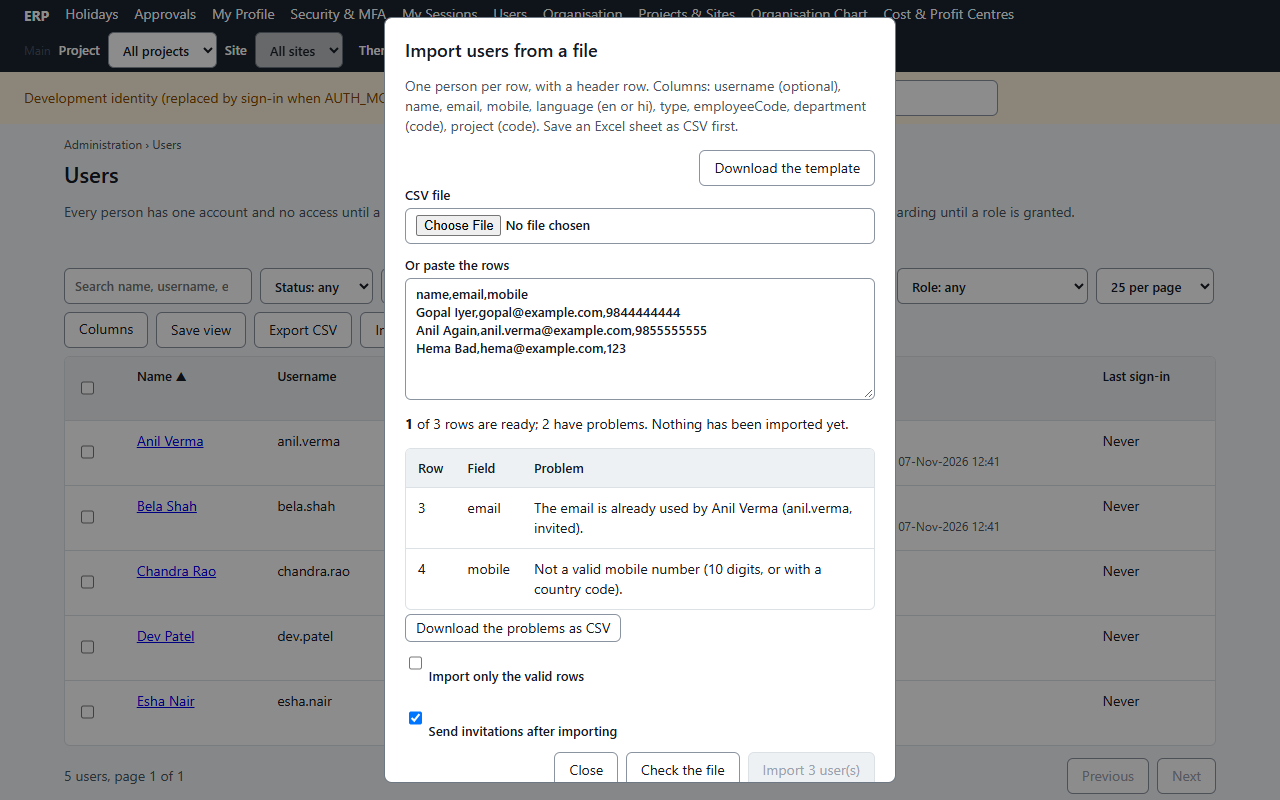 ERP Holidays Approvals My Profile Security & MFA My Sessions Users Organisation Projects & Sites Organisation Chart Cost & Profit Centres
Main Project All projects Site All sites
Development identity (replaced by sign-in when
Administration › Users
Users
Every person has one account and no access until a
until a role is granted.
Search name, username, e
Status: any
Role: any
25 per page
Columns
Save view
Export CSV
Name ▲ Username Last sign-in
Anil Verma anil.verma Never
07-Nov-2026 12:41
Bela Shah bela.shah Never
07-Nov-2026 12:41
Chandra Rao chandra.rao Never
Dev Patel dev.patel Never
Esha Nair esha.nair Never
5 users, page 1 of 1
Previous
Next
Import users from a file
One person per row, with a header row. Columns: username (optional),
name, email, mobile, language (en or hi), type, employeeCode, department
(code), project (code). Save an Excel sheet as CSV first.
Download the template
CSV file
Choose File No file chosen
Or paste the rows
name,email,mobile
Gopal Iyer,gopal@example.com,9844444444
Anil Again,anil.verma@example.com,9855555555
Hema Bad,hema@example.com,123
1 of 3 rows are ready; 2 have problems. Nothing has been imported yet.
Row Field Problem
3 email The email is already used by Anil Verma (anil.verma,
invited).
4 mobile Not a valid mobile number (10 digits, or with a
country code).
Download the problems as CSV
Import only the valid rows
Send invitations after importing
Close
Check the file
Import 3 user(s)